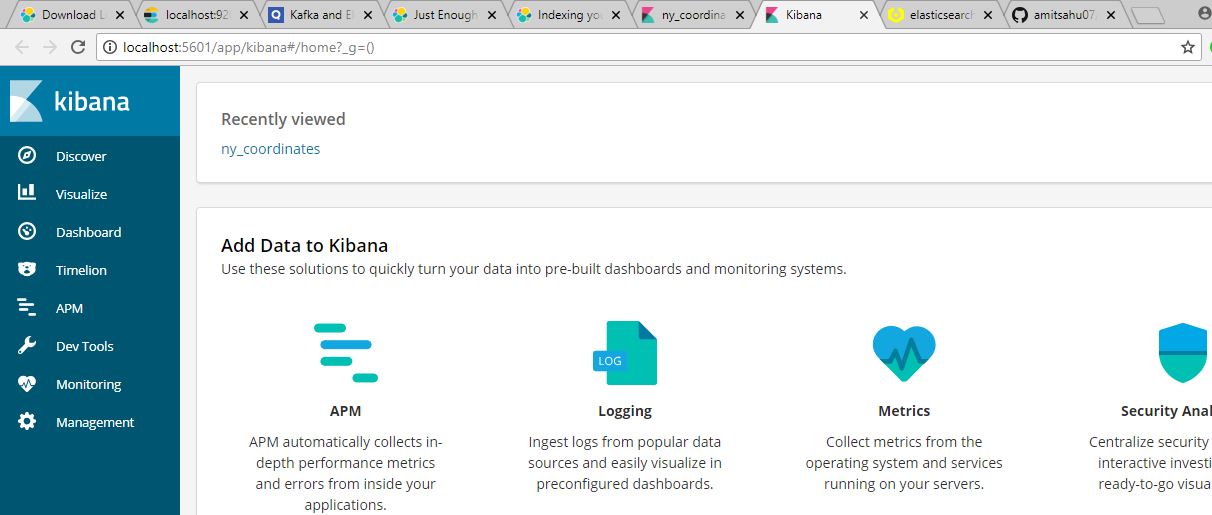 Download L
localhost:92
Kafka and El
Just Enough
Indexing you
ny_coordina
Kibana
elasticsearch
amitsahu07
localhost:5601/app/kibana#/home?_g=()
kibana
Discover
Visualize
Dashboard
Timelion
APM
Dev Tools
Monitoring
Management
Recently viewed
ny_coordinates
Add Data to Kibana
Use these solutions to quickly turn your data into pre-built dashboards and monitoring systems.
APM
APM automatically collects in-
depth performance metrics
and errors from inside your
applications.
LOG
Logging
Ingest logs from popular data
sources and easily visualize in
preconfigured dashboards.
Metrics
Collect metrics from the
operating system and services
running on your servers.
Security Anal
Centralize security
interactive investi
ready-to-go visua